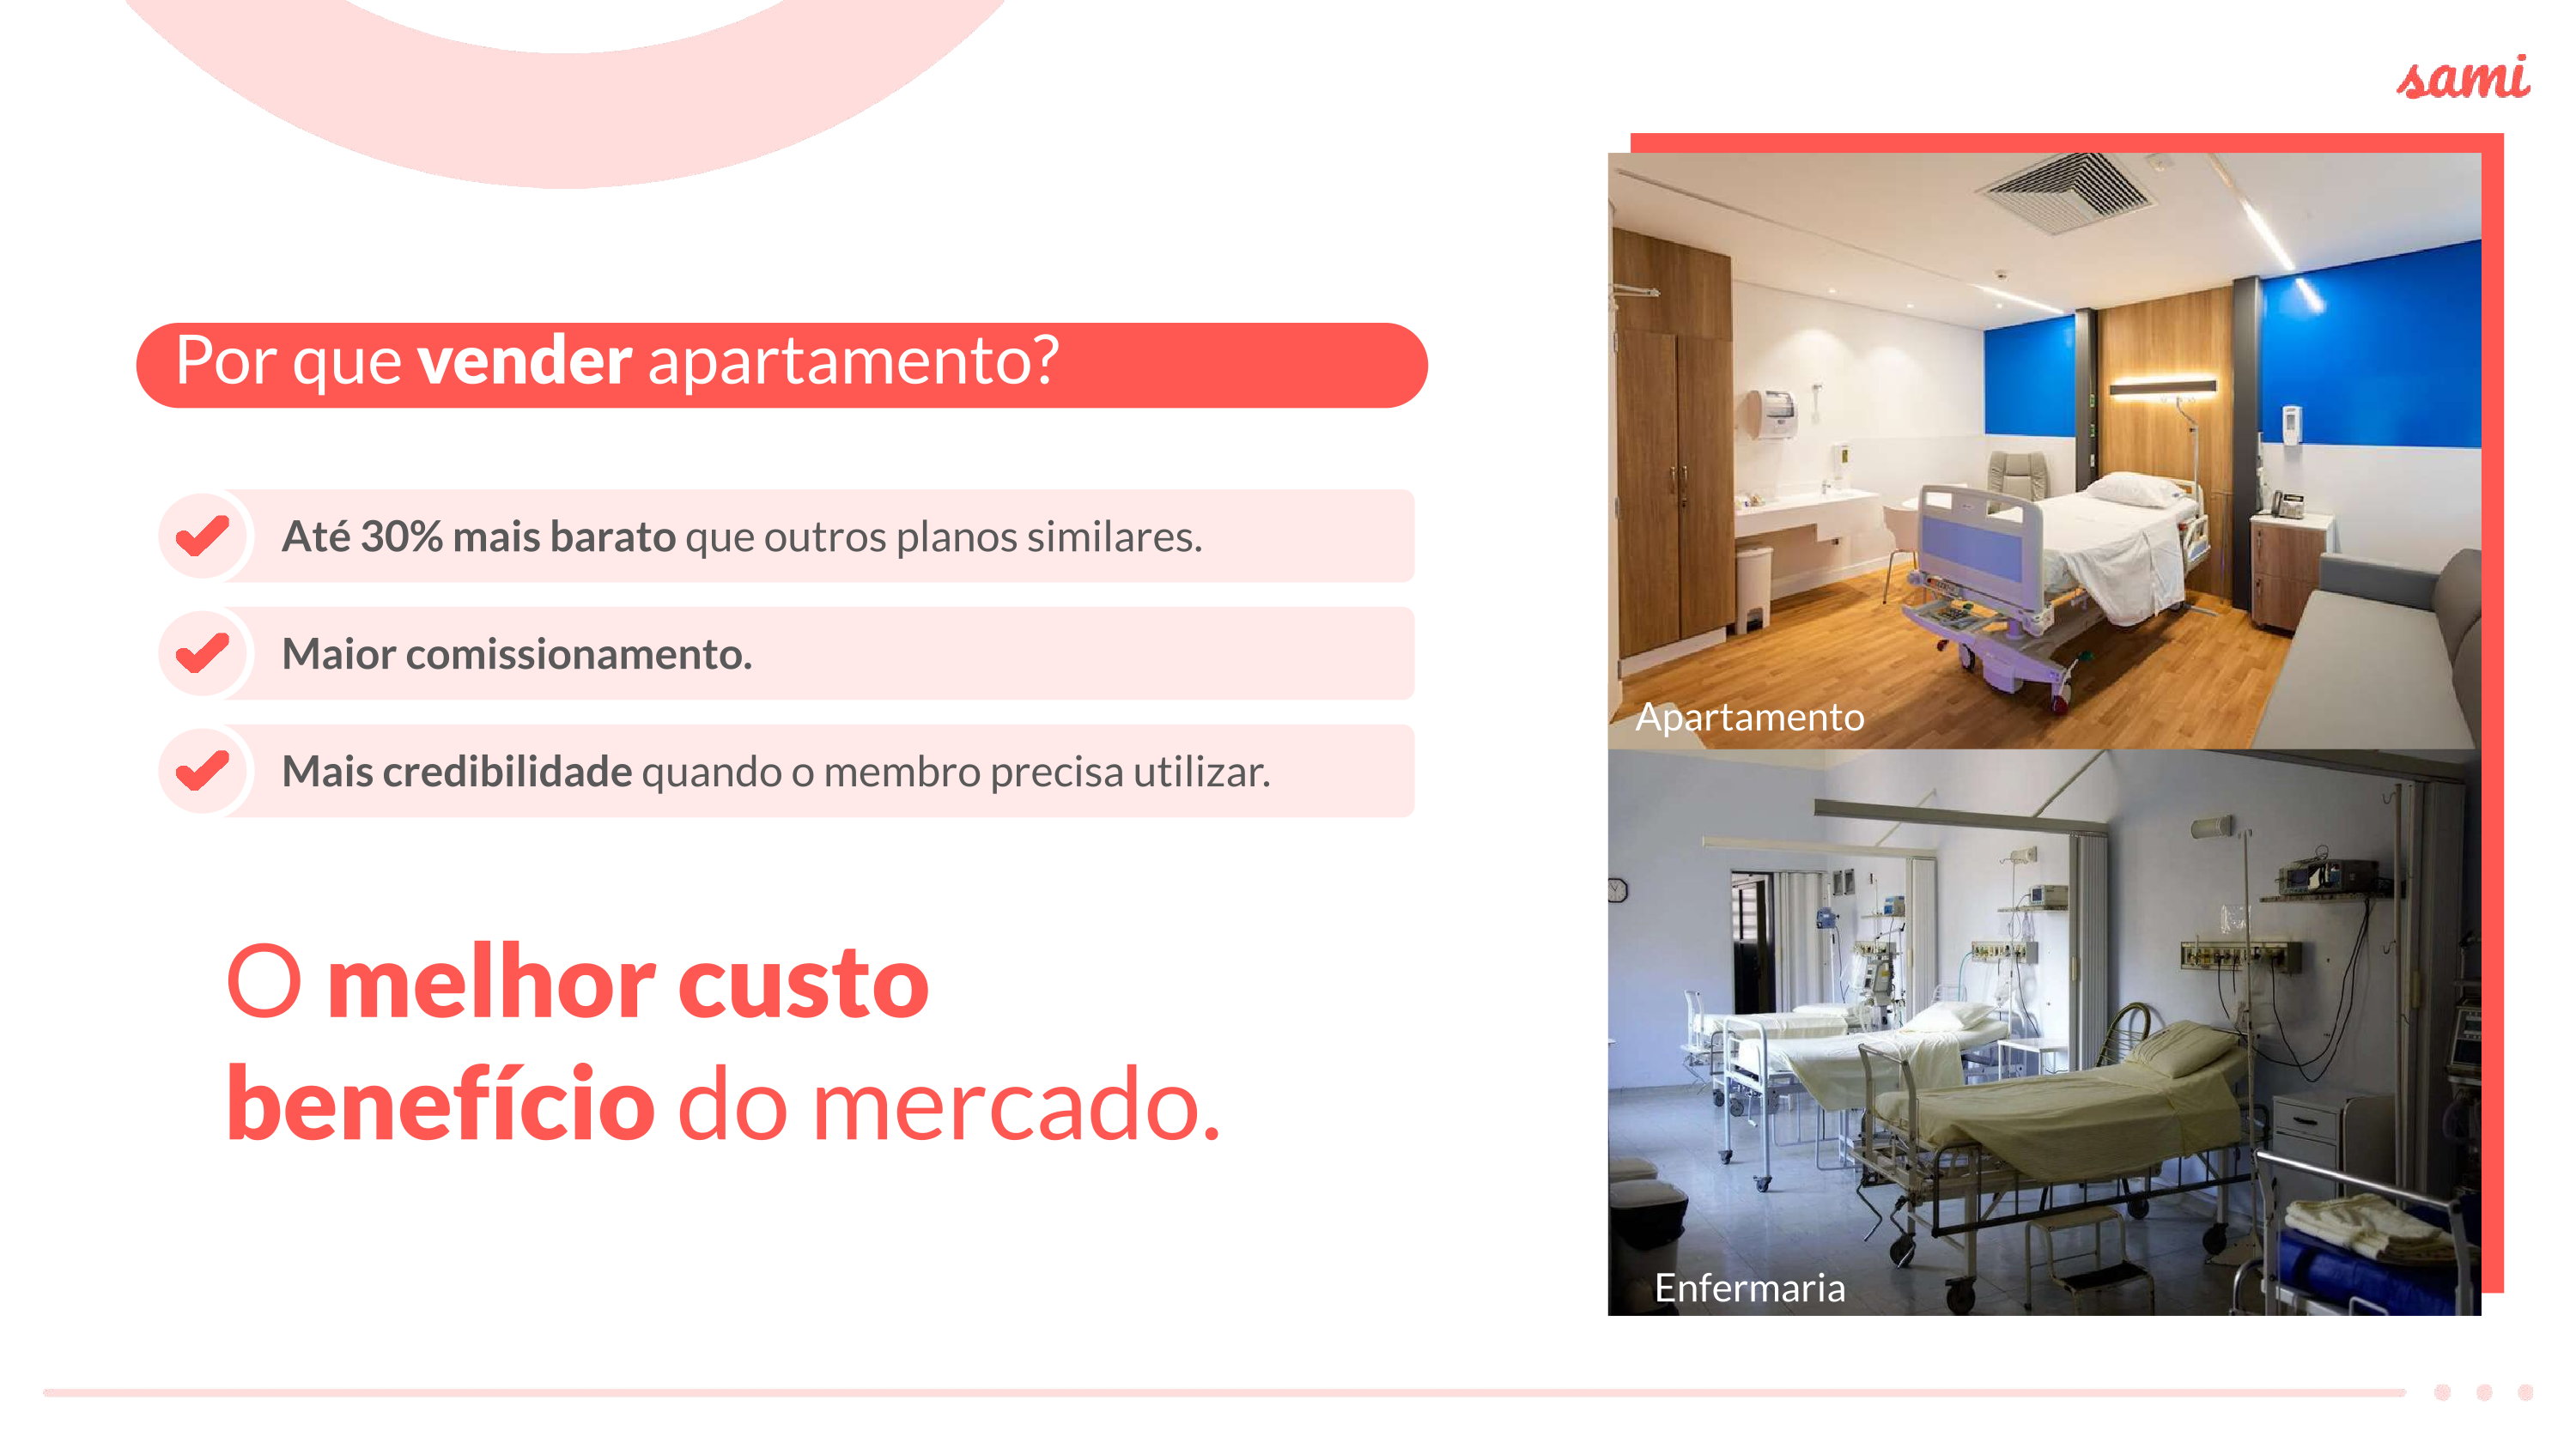 sami
Por que vender apartamento?
Até 30% mais barato que outros planos similares.
Maior comissionamento.
Mais credibilidade quando o membro precisa utilizar.
O melhor custo
benefício do mercado.
Apartamento
Enfermaria